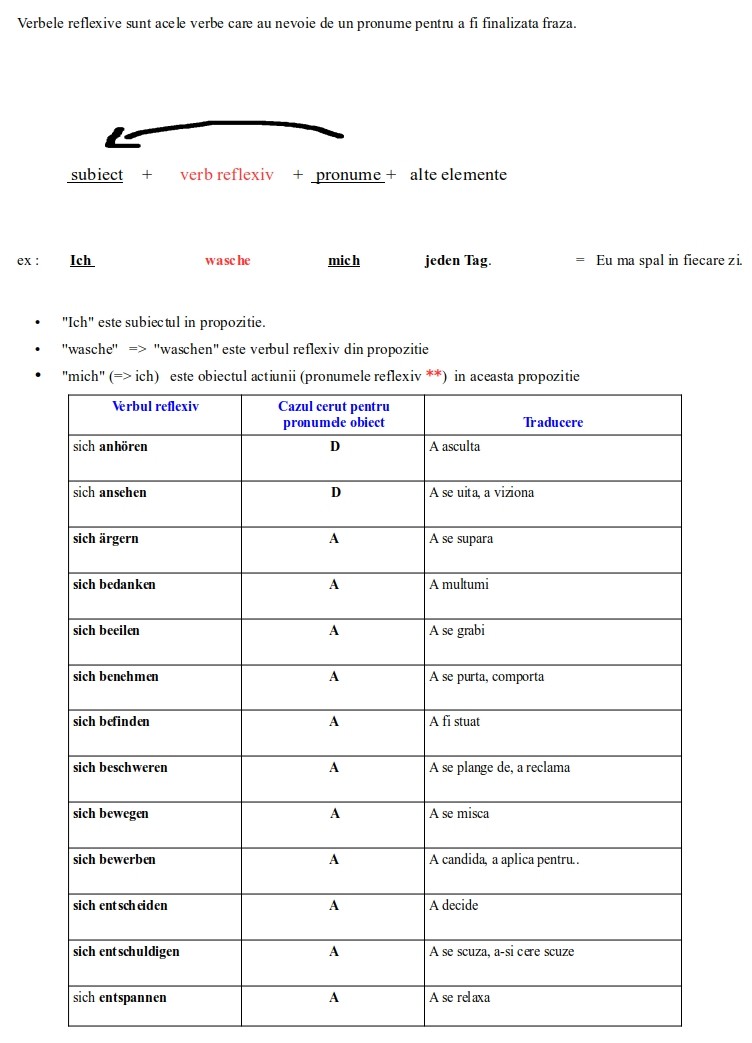 Verbele reflexive sunt acele verbe care au nevoie de un pronume pentru a fi finalizata fraza.
subiect + verb reflexiv + pronume + alte elemente
ex : Ich wasche mich jeden Tag. = Eu ma spal in fiecare zi.
• "Ich" este subiectul in propozitie.
• "wasche" => "waschen" este verbul reflexiv din propozitie
• "mich" (=> ich) este obiectul actiunii (pronumele reflexiv **) in aceasta propozitie
Verbul reflexiv Cazul cerut pentru
pronumele obiect Traducere
sich anhören D A asculta
sich ansehen D A se uita, a viziona
sich ärgern A A se supara
sich bedanken A A multumi
sich beeilen A A se grabi
sich benehmen A A se purta, comporta
sich befinden A A fi stuat
sich beschweren A A se plange de, a reclama
sich bewegen A A se misca
sich bewerben A A candida, a aplica pentru..
sich entscheiden A A decide
sich entschuldigen A A se scuza, a-si cere scuze
sich entspannen A A se relaxa